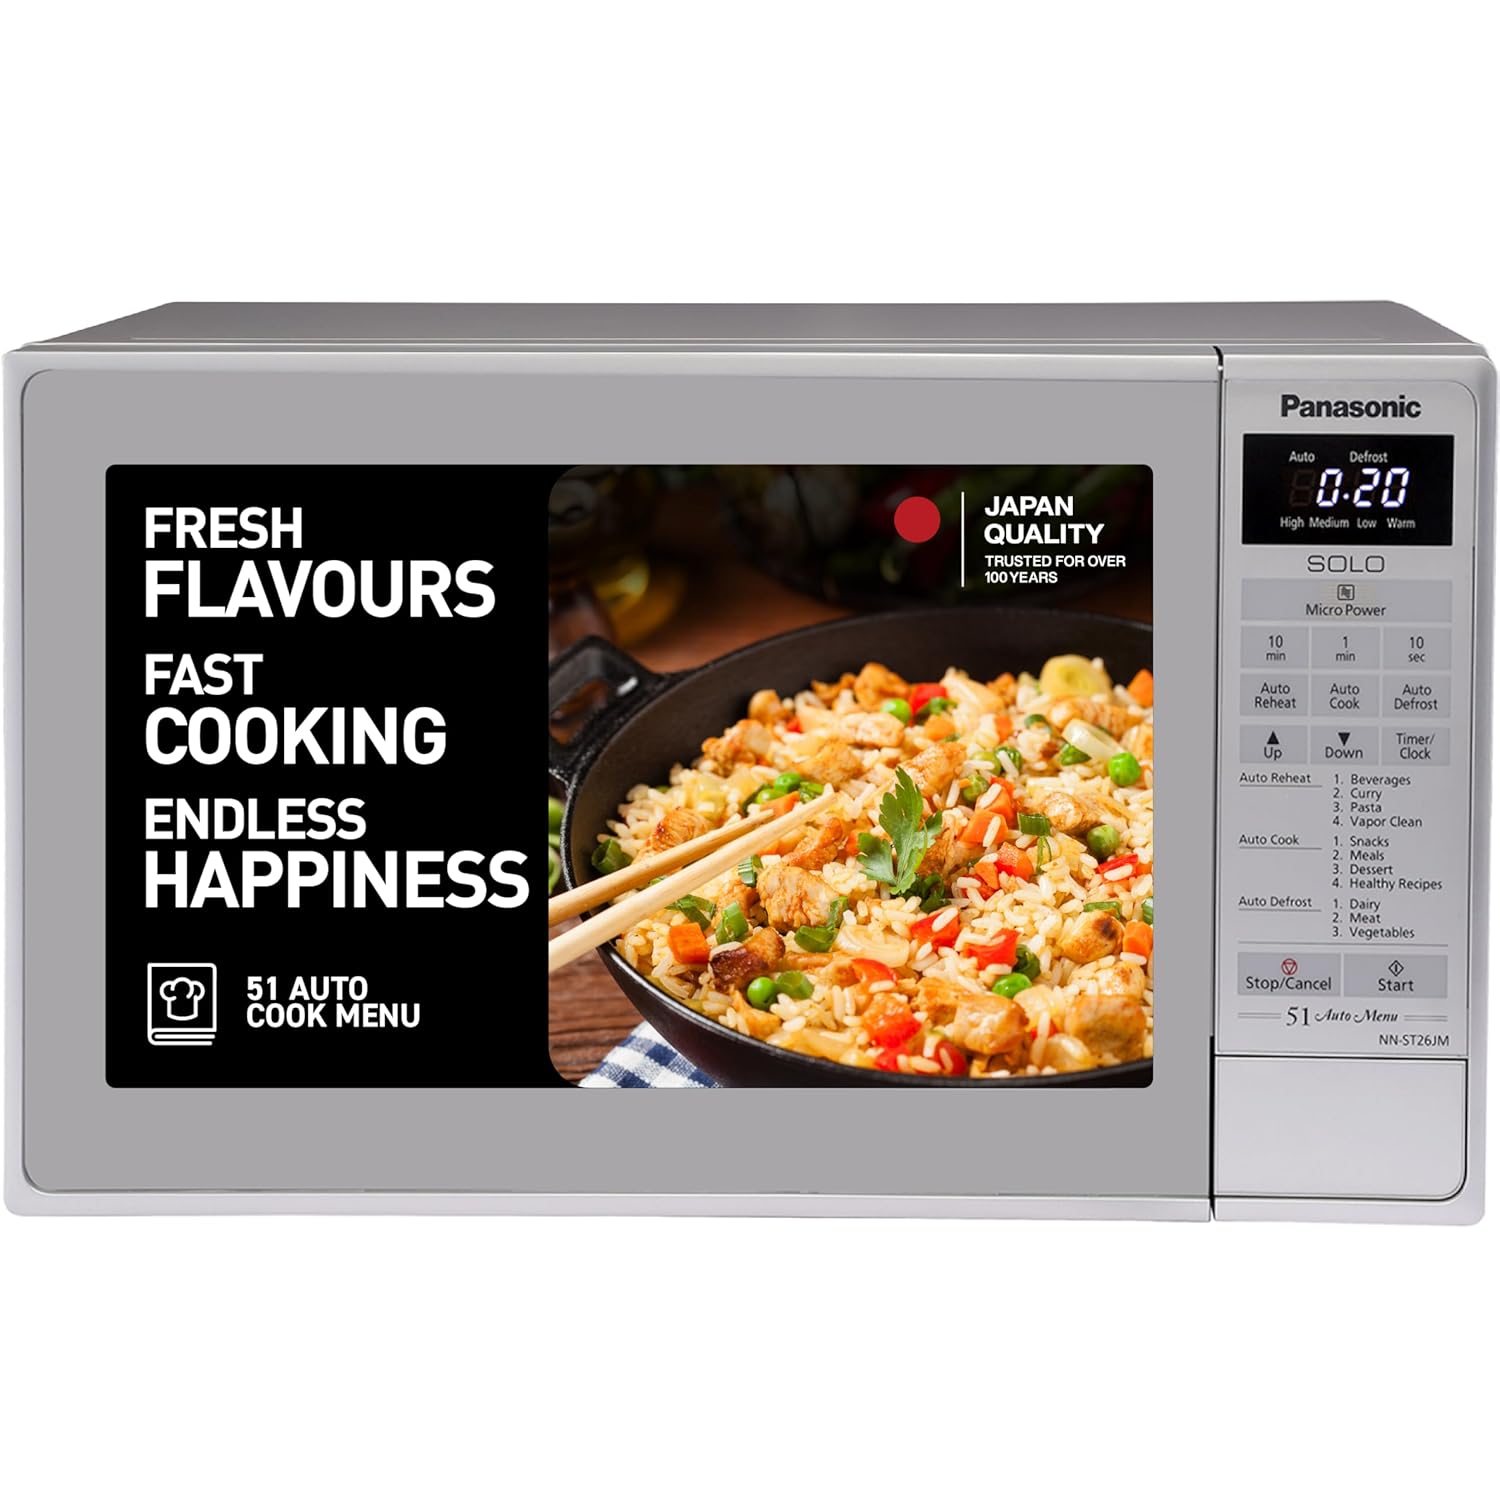 FRESH
FLAVOURS
FAST
COOKING
ENDLESS
HAPPINESS
51 AUTO
COOK MENU
JAPAN
QUALITY
TRUSTED FOR OVER
100 YEARS
Panasonic
Auto Defrost
0:20
High Medium Low Warm
SOLO
Micro Power
10 1 10
min min sec
Auto Auto Auto
Reheat Cook Defrost
Up Down Timer/
Clock
Auto Reheat 1. Beverages
2. Curry
3. Pasta
4. Vapor Clean
Auto Cook 1. Snacks
2. Meals
3. Dessert
4. Healthy Recipes
Auto Defrost 1. Dairy
2. Meat
3. Vegetables
Stop/Cancel Start
51 Auto Menu
NN-ST26JM